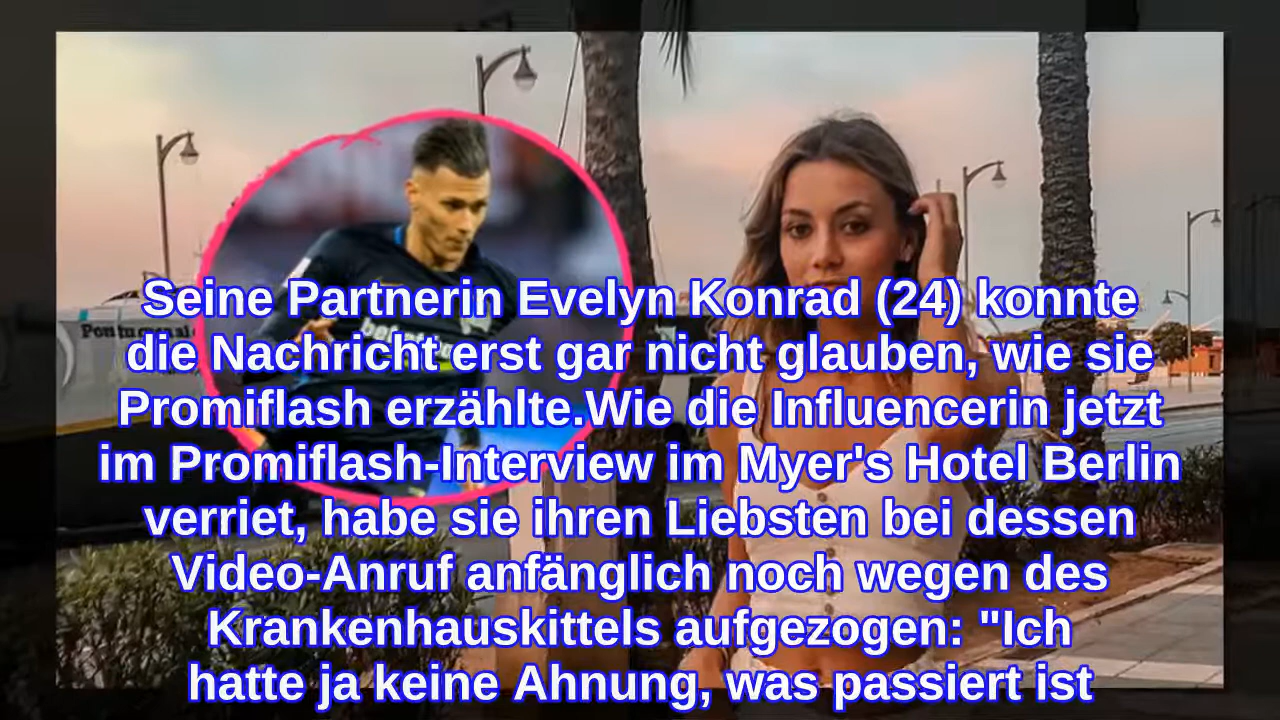 Seine Partnerin Evelyn Konrad (24) konnte
die Nachricht erst gar nicht glauben, wie sie
Promiflash erzählte.Wie die Influencerin jetzt
im Promiflash-Interview im Myer's Hotel Berlin
verriet, habe sie ihren Liebsten bei dessen
Video-Anruf anfänglich noch wegen des
Krankenhauskittels aufgezogen: "Ich
hatte ja keine Ahnung, was passiert ist